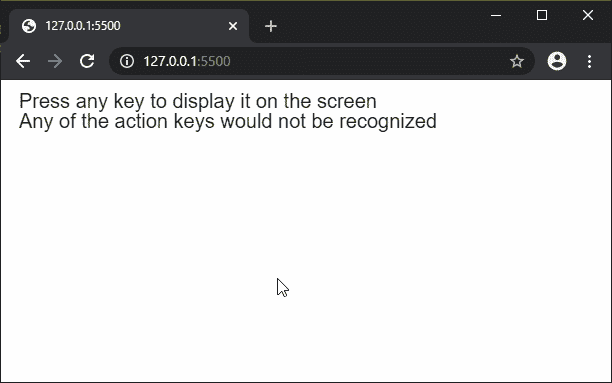 127.0.0.1:5500
127.0.0.1:5500
Press any key to display it on the screen
Any of the action keys would not be recognized